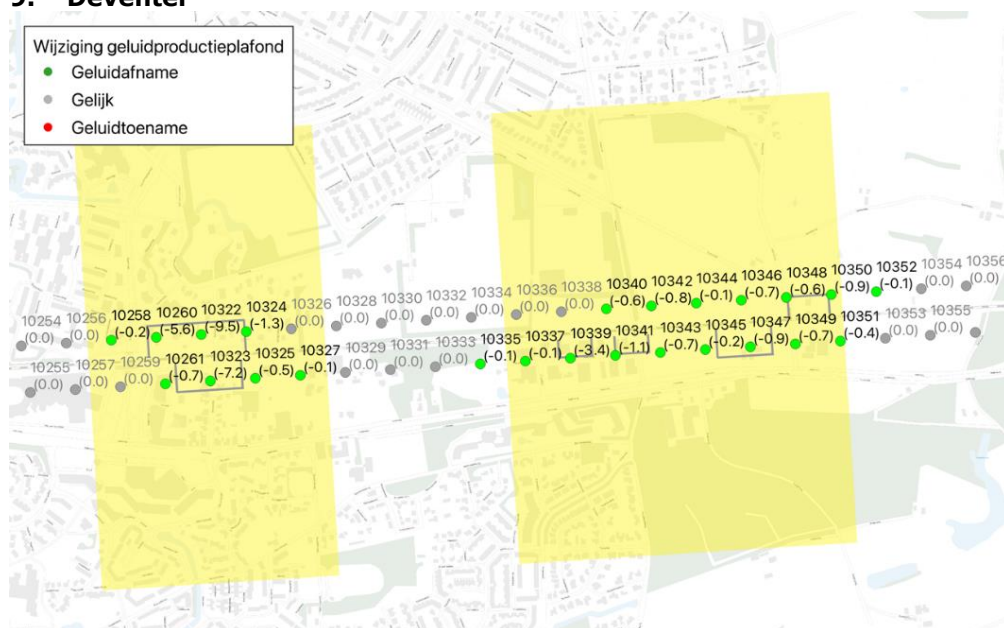 Deventer
Wijziging geluidproductieplafond
Geluidafname
Gelijk
Geluidtoename
10254 10256 10258 10260 10322 10324 10326 10328 10330 10332 10334 10336 10338 10340 10342 10344 10346 10348 10350 10352 10354 10356
(0.0) (0.0) (-0.2) (-5.6) (-9.5) (-1.3) (0.0) (0.0) (0.0) (0.0) (0.0) (0.0) (0.0) (-0.6) (-0.8) (-0.1) (-0.7) (-0.6) (-0.9) (-0.1) (0.0) (0.0)
10255 10257 10259 10261 10323 10325 10327 10329 10331 10333 10335 10337 10339 10341 10343 10345 10347 10349 10351 10353 10355
(0.0) (0.0) (0.0) (-0.7) (-7.2) (-0.5) (-0.1) (0.0) (0.0) (0.0) (-0.1) (-0.1) (-3.4) (-1.1) (-0.7) (-0.2) (-0.9) (-0.7) (-0.4) (0.0) (0.0)